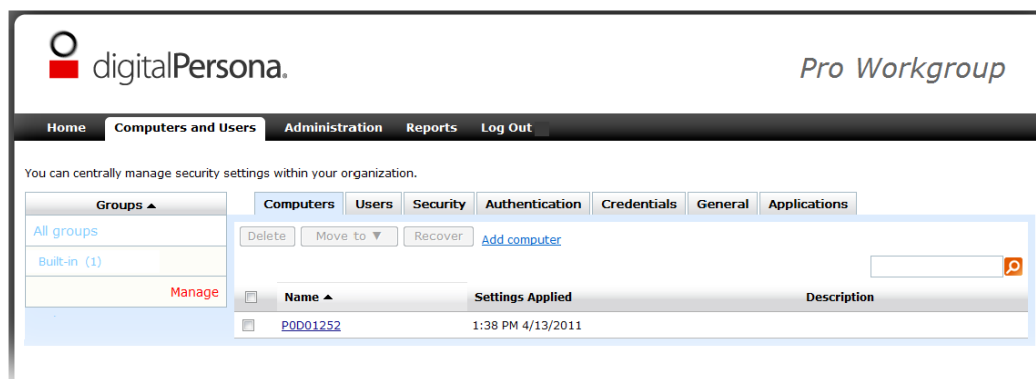 digitalPersona.
Pro Workgroup
Home Computers and Users Administration Reports Log Out
You can centrally manage security settings within your organization.
Groups ▲ Computers Users Security Authentication Credentials General Applications
All groups
Delete Move to ▼ Recover Add computer
Built-in (1)
Manage
Name ▲ Settings Applied Description
P0D01252 1:38 PM 4/13/2011